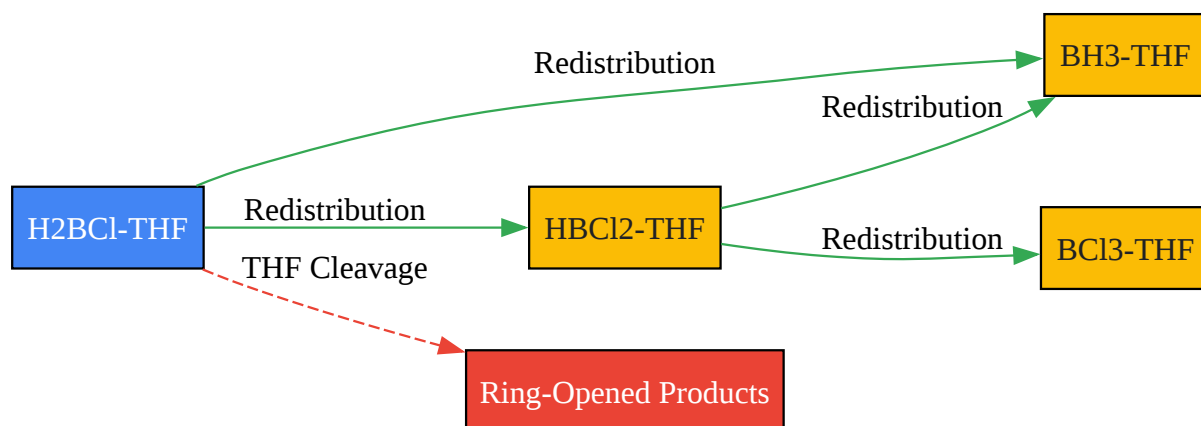 Redistribution
BH3-THF
Redistribution
H2BCl-THF
Redistribution
HBCl2-THF
Redistribution
BCl3-THF
THF Cleavage
Ring-Opened Products